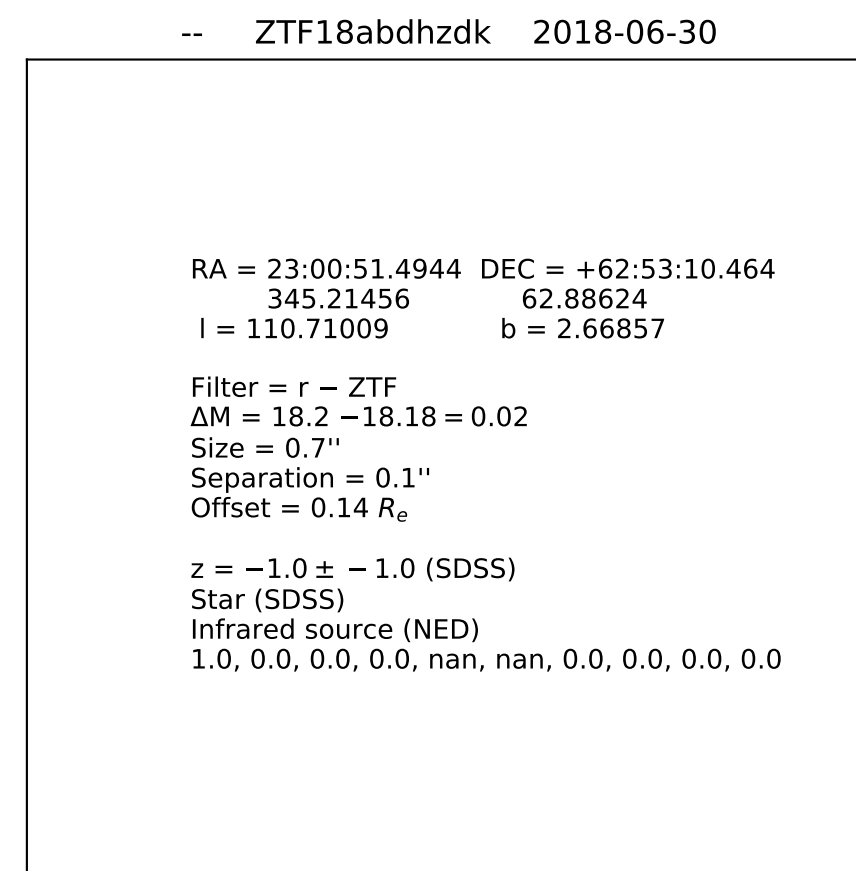 -- ZTF18abdhzdk 2018-06-30
RA = 23:00:51.4944 DEC = +62:53:10.464
345.21456 62.88624
l = 110.71009 b = 2.66857
Filter = r − ZTF
ΔM = 18.2 −18.18 = 0.02
Size = 0.7''
Separation = 0.1''
Offset = 0.14 Re
z = −1.0 ± − 1.0 (SDSS)
Star (SDSS)
Infrared source (NED)
1.0, 0.0, 0.0, 0.0, nan, nan, 0.0, 0.0, 0.0, 0.0